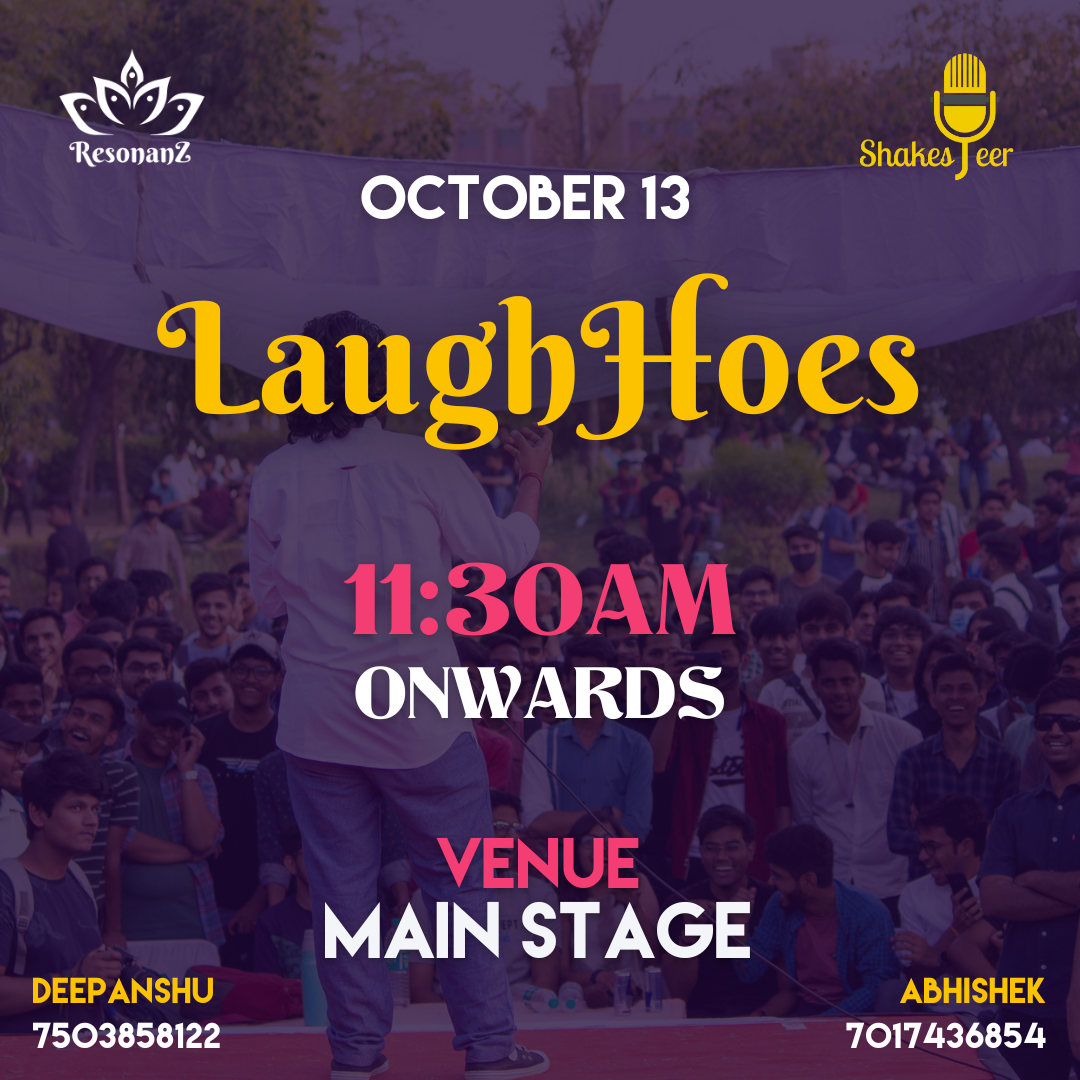 ResonanZ
ShakesJeer
OCTOBER 13
LaughHoes
11:30AM
ONWARDS
VENUE
MAIN STAGE
DEEPANSHU
7503858122
ABHISHEK
7017436854